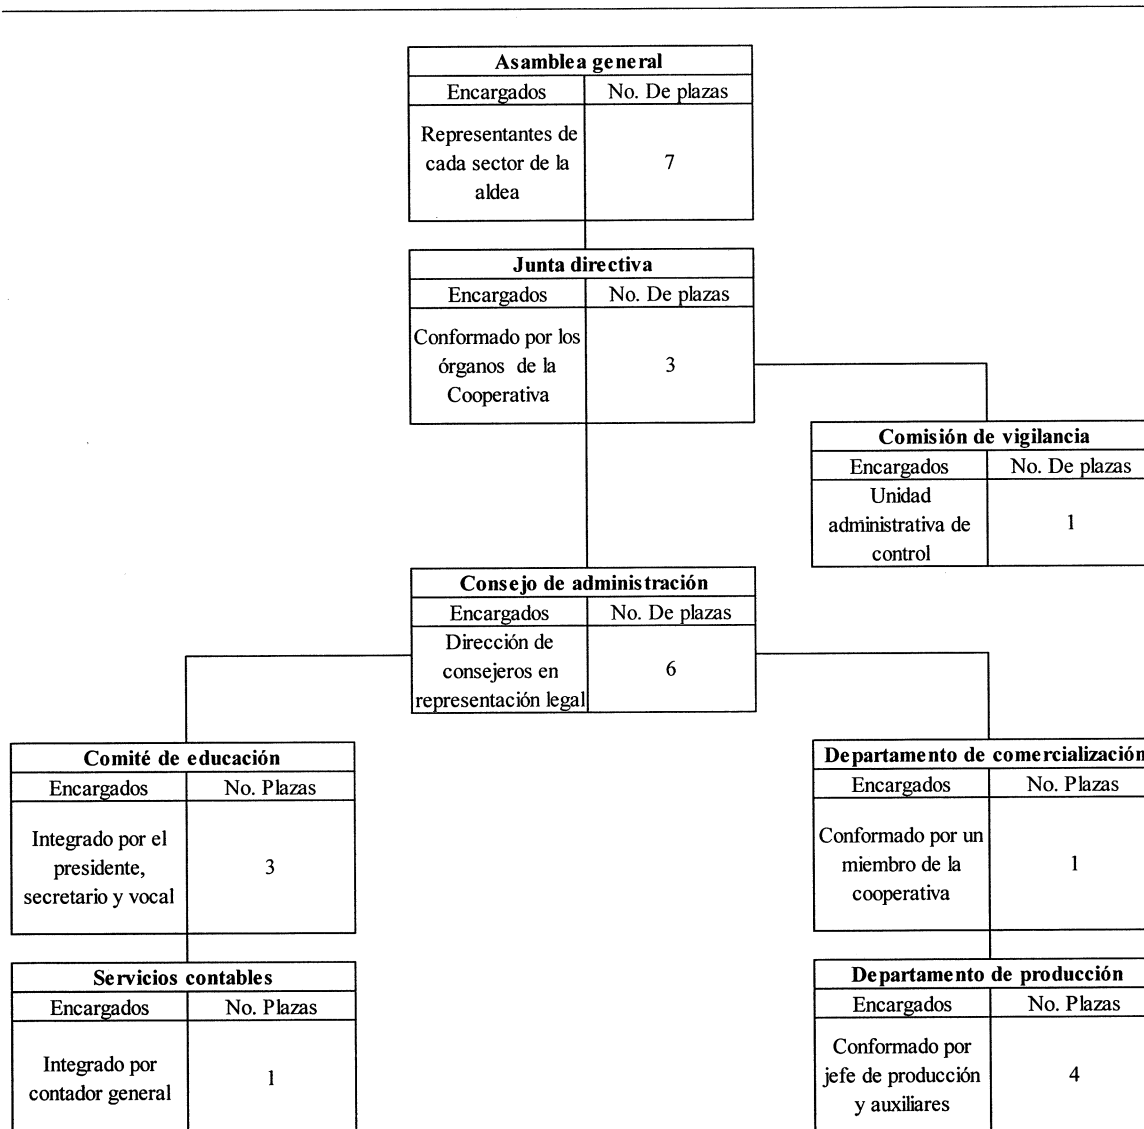 Asamblea general
Encargados No. De plazas
Representantes de
cada sector de la
aldea
7
Junta directiva
Encargados No. De plazas
Conformado por los
órganos de la
Cooperativa
3
Comisión de vigilancia
Encargados No. De plazas
Unidad
administrativa de
control
1
Consejo de administración
Encargados No. De plazas
Dirección de
consejeros en
representación legal
6
Comité de educación
Encargados No. Plazas
Integrado por el
presidente,
secretario y vocal
3
Departamento de comercialización
Encargados No. Plazas
Conformado por un
miembro de la
cooperativa
1
Servicios contables
Encargados No. Plazas
Integrado por
contador general
1
Departamento de producción
Encargados No. Plazas
Conformado por
jefe de producción
y auxiliares
4